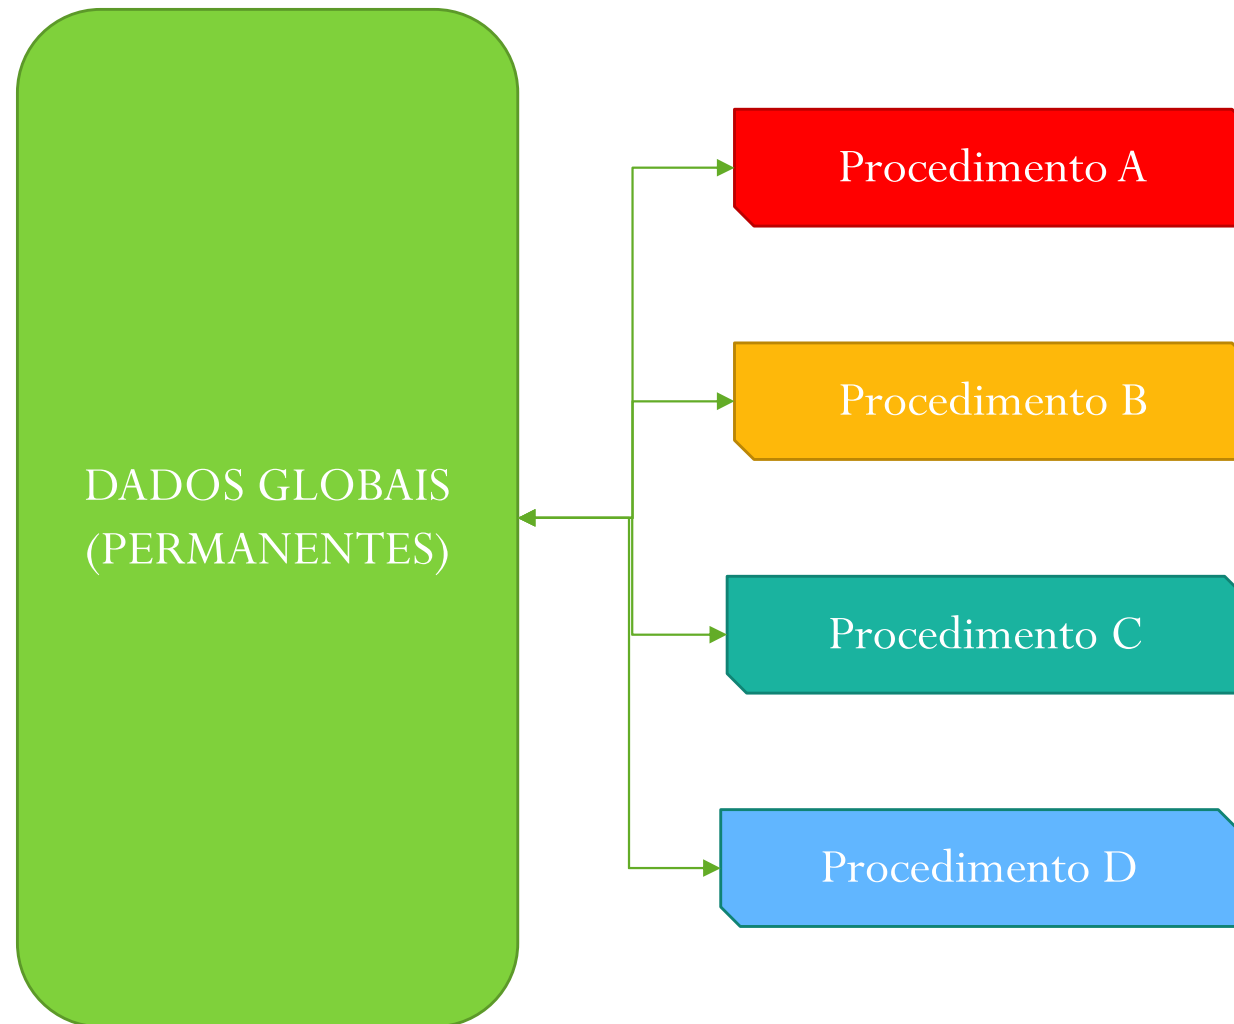 DADOS GLOBAIS
(PERMANENTES)
Procedimento A
Procedimento B
Procedimento C
Procedimento D